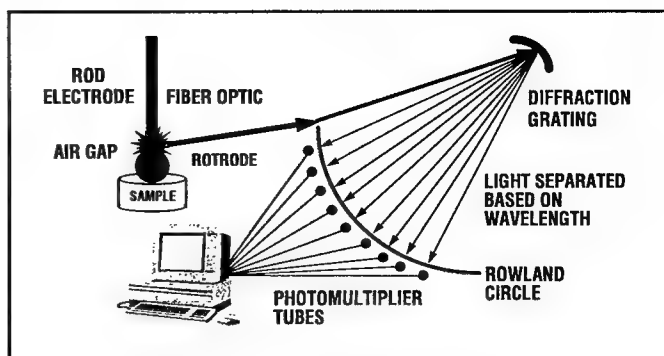 ROD
ELECTRODE
FIBER OPTIC
AIR GAP
ROTRODE
SAMPLE
DIFFRACTION
GRATING
LIGHT SEPARATED
BASED ON
WAVELENGTH
ROWLAND
CIRCLE
PHOTOMULTIPLIER
TUBES